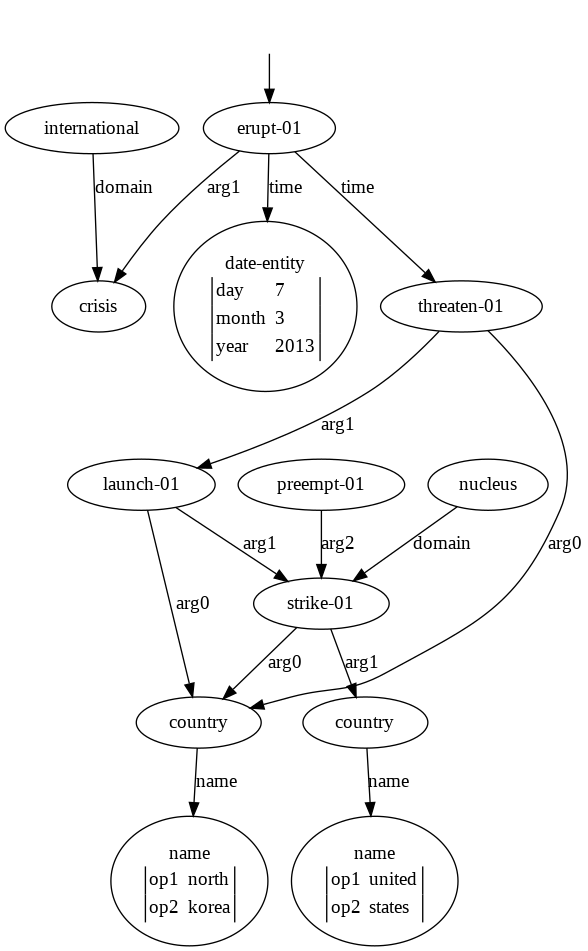 international
erupt-01
domain
arg1
time
time
crisis
date-entity
day 7
month 3
year 2013
threaten-01
arg1
launch-01
preempt-01
nucleus
arg1
arg2
domain
arg0
arg0
strike-01
arg0
arg1
country
country
name
name
name
op1 north
op2 korea
name
op1 united
op2 states